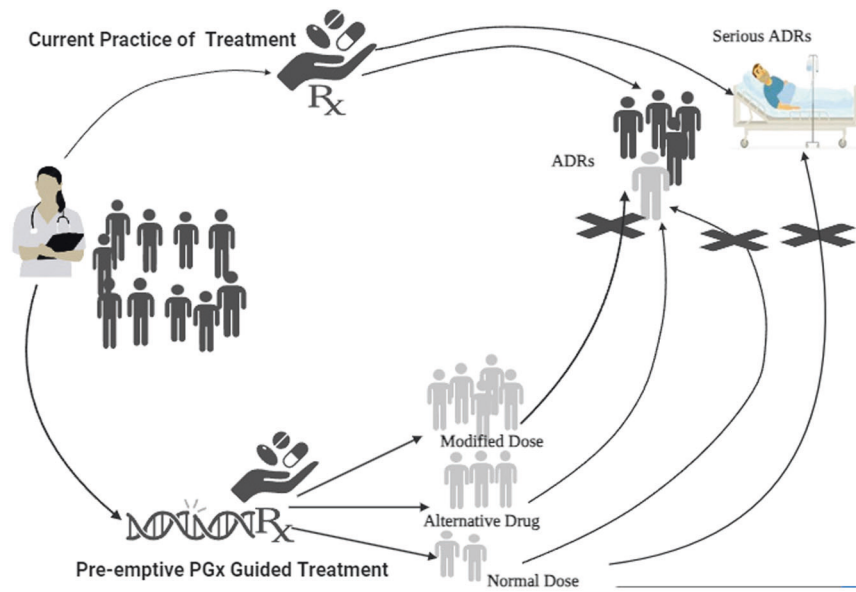 Current Practice of Treatment
Serious ADRs
Rx
ADRs
Modified Dose
Rx
Alternative Drug
Pre-emptive PGx Guided Treatment
Normal Dose